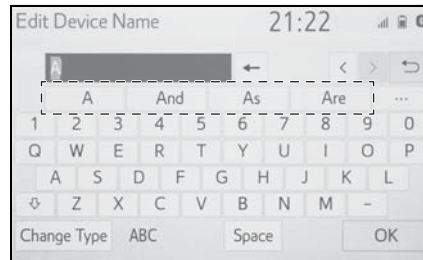 Edit Device Name 21:22
A ←  < >
A And As Are ...
1 2 3 4 5 6 7 8 9 0
Q W E R T Y U I O P
A S D F G H J K L
Z X C V B N M -
Change Type ABC Space OK